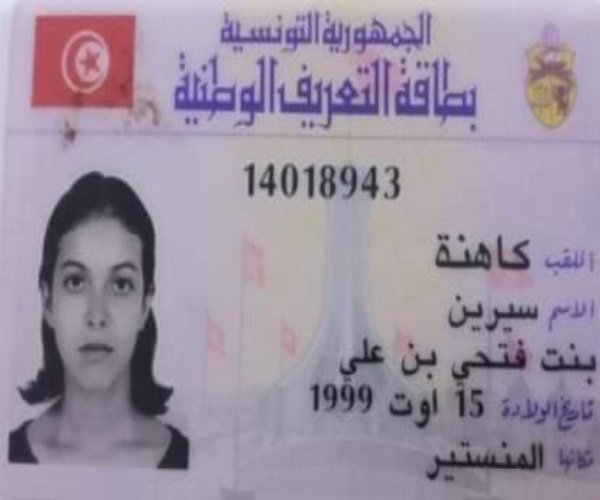 الجمهورية التونسية
بطاقة التعريف الوطنية
14018943
اللقب كاهنة
الاسم سيرين
بنت فتحي بن علي
تاريخ الولادة 15 اوت 1999
مكانها المنستير